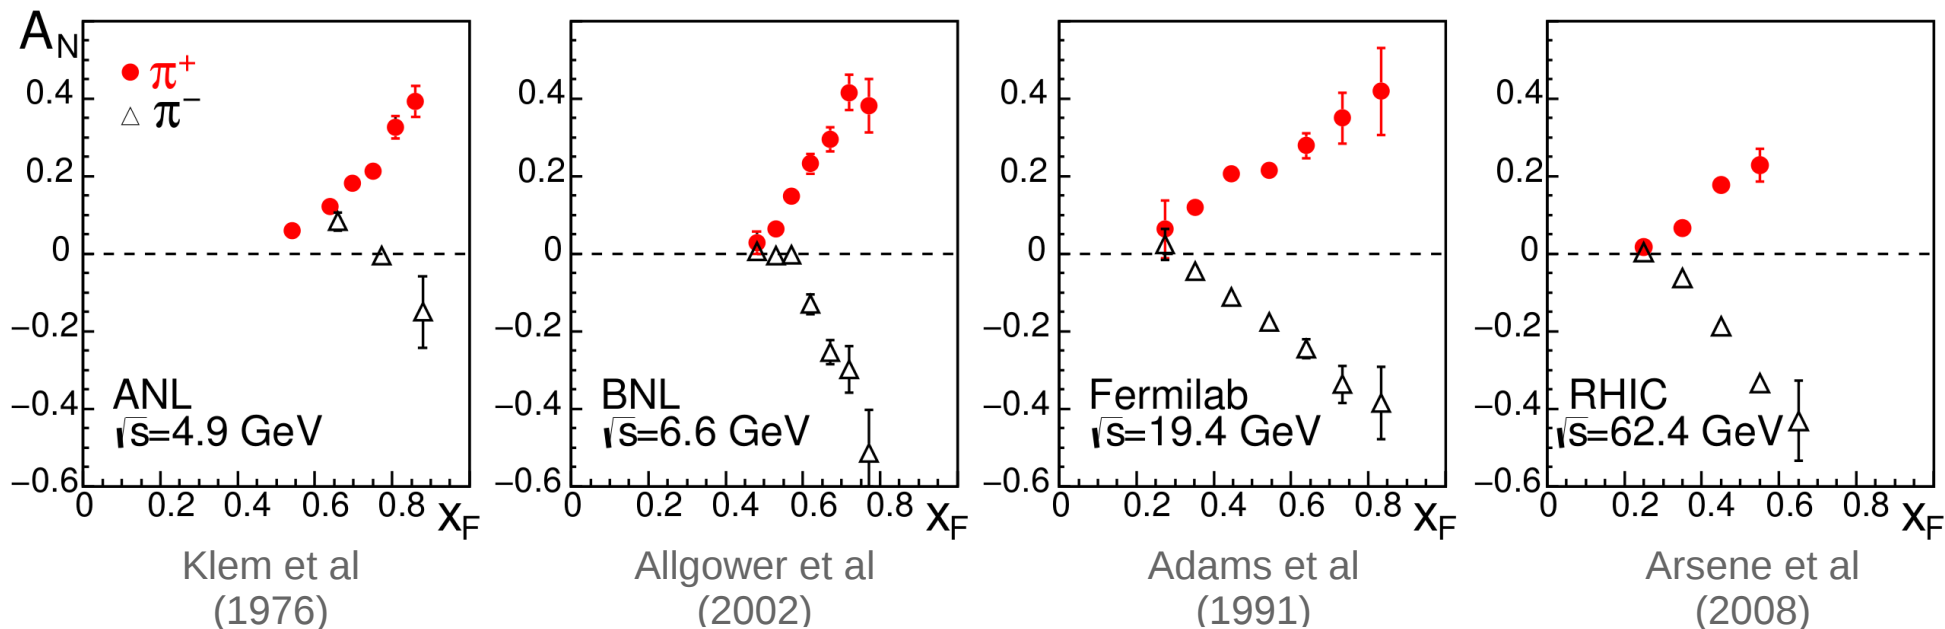 A_N
π⁺
π⁻
0.4
0.2
0
−0.2
−0.4
−0.6
ANL
√s=4.9 GeV
0 0.2 0.4 0.6 0.8 x_F
Klem et al
(1976)
0.4
0.2
0
−0.2
−0.4
−0.6
BNL
√s=6.6 GeV
0 0.2 0.4 0.6 0.8 x_F
Allgower et al
(2002)
0.4
0.2
0
−0.2
−0.4
−0.6
Fermilab
√s=19.4 GeV
0 0.2 0.4 0.6 0.8 x_F
Adams et al
(1991)
0.4
0.2
0
−0.2
−0.4
−0.6
RHIC
√s=62.4 GeV
0 0.2 0.4 0.6 0.8 x_F
Arsene et al
(2008)